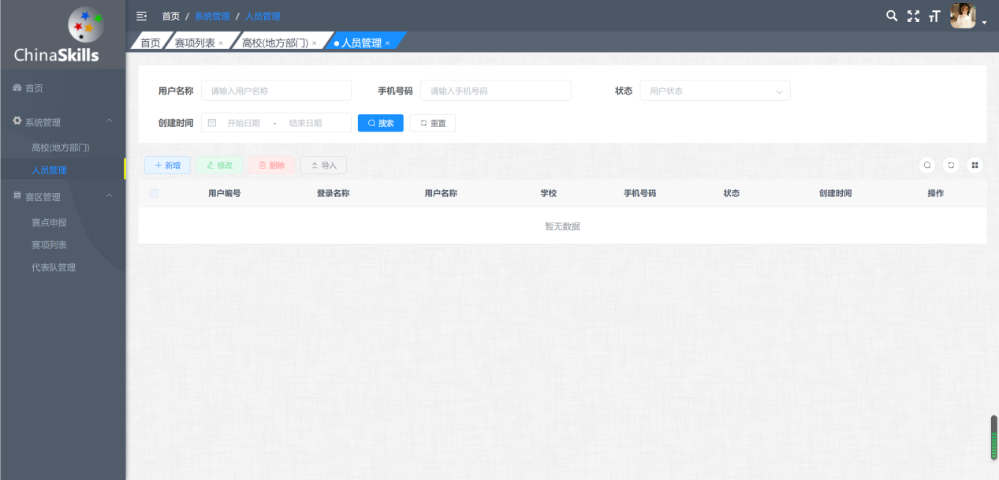 ChinaSkills
首页 / 系统管理 / 人员管理
首页 赛项列表 × 高校(地方部门) × 人员管理 ×
首页
系统管理
高校(地方部门)
人员管理
赛区管理
赛点申报
赛项列表
代表队管理
用户名称 请输入用户名称 手机号码 请输入手机号码 状态 用户状态
创建时间 开始日期 - 结束日期 搜索 重置
新增 修改 删除 导入
用户编号 登录名称 用户名称 学校 手机号码 状态 创建时间 操作
暂无数据